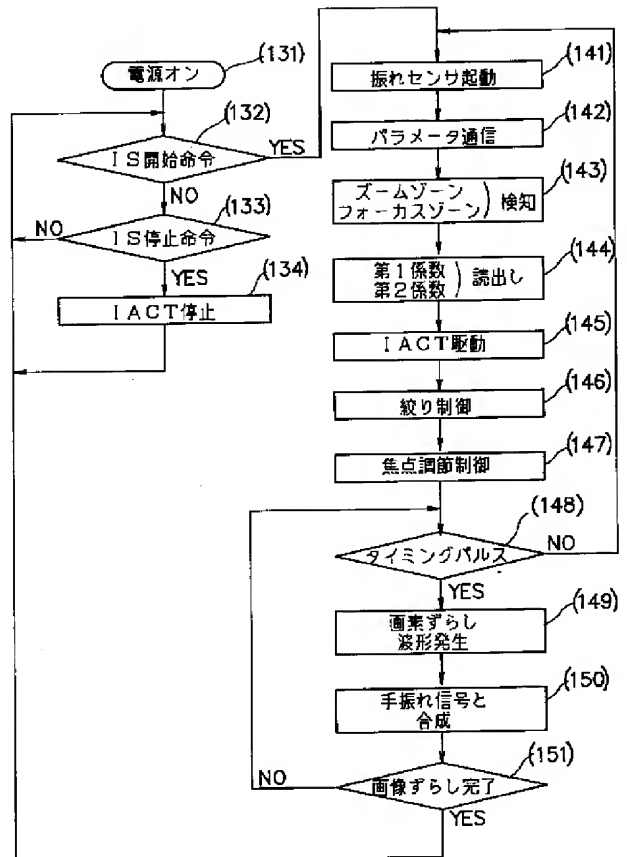 (131)
電源オン
(132)
IS開始命令
YES
NO
(133)
NO
IS停止命令
YES
(134)
IACT停止
(141)
振れセンサ起動
(142)
パラメータ通信
(143)
ズームゾーン
フォーカスゾーン ) 検知
(144)
第1係数
第2係数 ) 読出し
(145)
IACT駆動
(146)
絞り制御
(147)
焦点調節制御
(148)
タイミングパルス
NO
YES
(149)
画素ずらし
波形発生
(150)
手振れ信号と
合成
(151)
NO
画像ずらし完了
YES